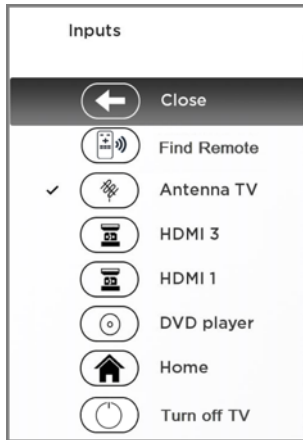 Inputs
Close
Find Remote
Antenna TV
HDMI 3
HDMI 1
DVD player
Home
Turn off TV